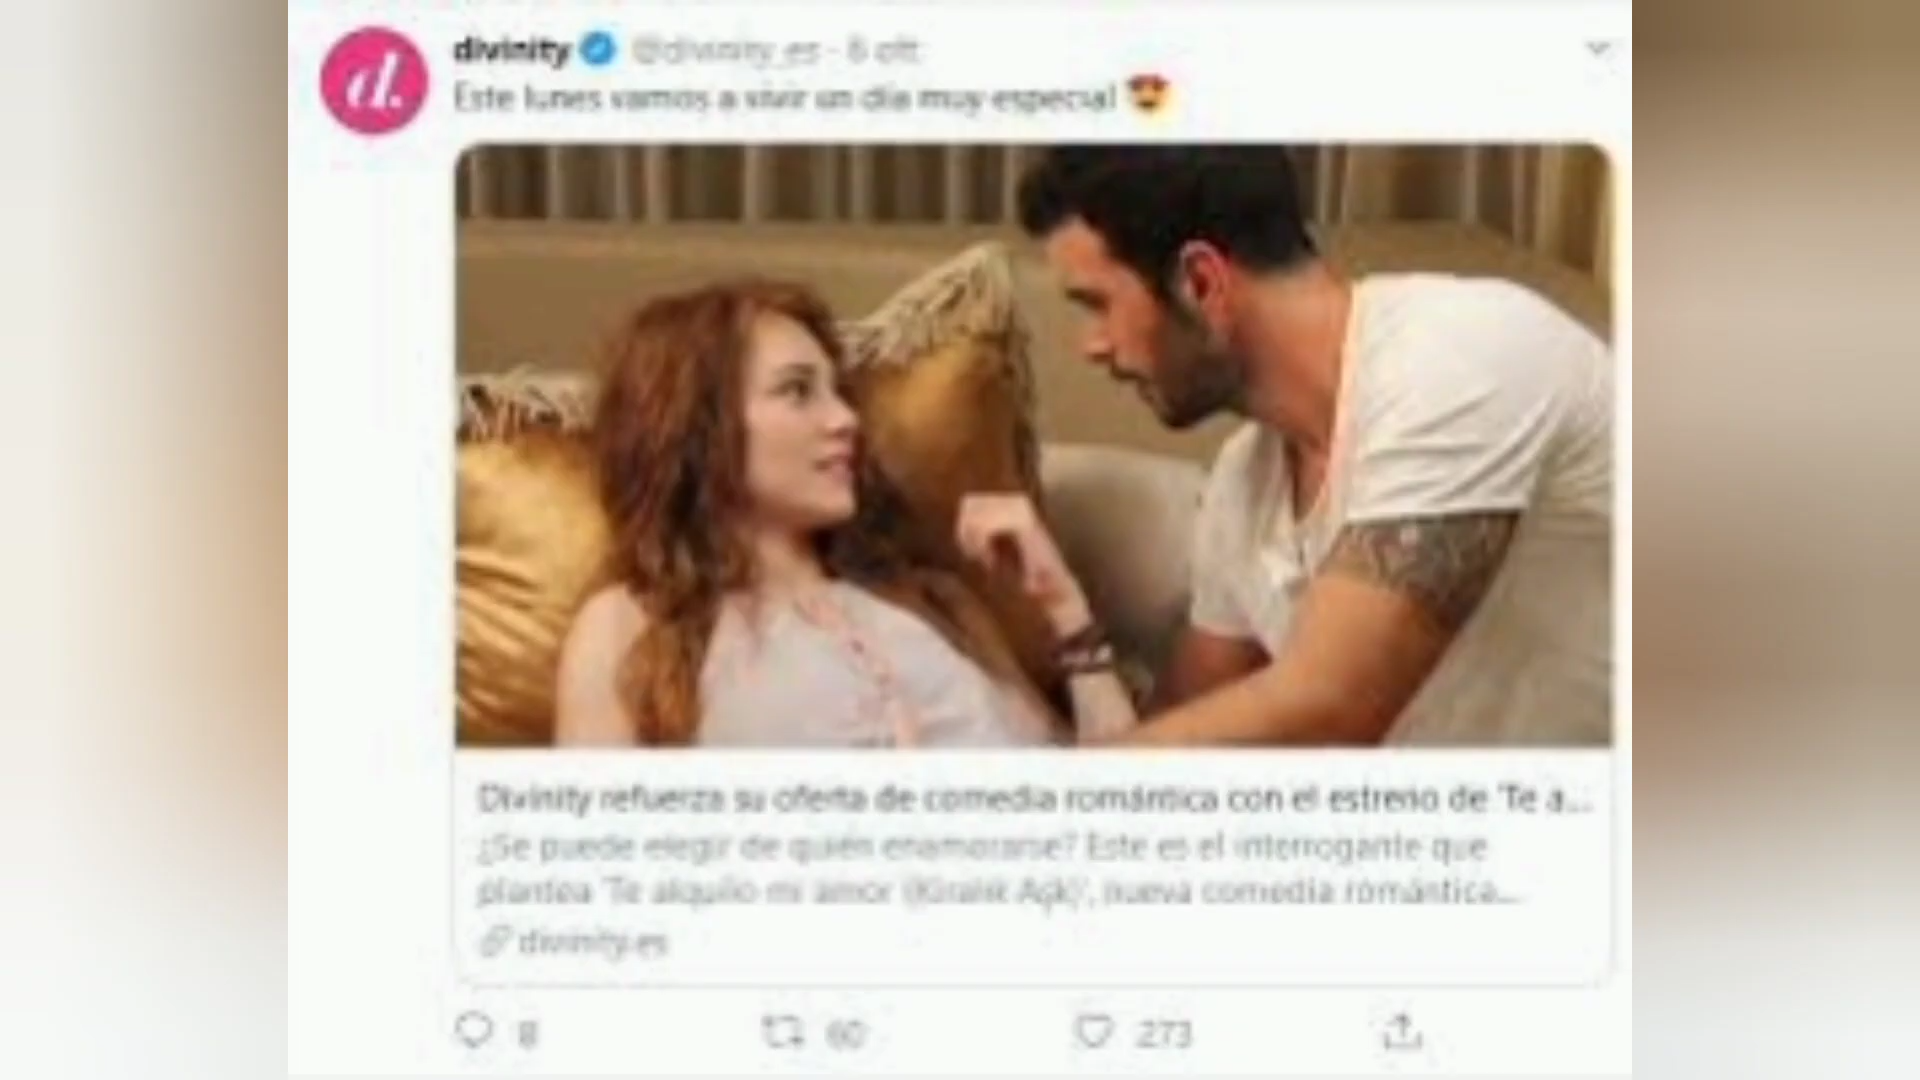 d.
divinity @divinity_es · 6 ott
Este lunes vamos a vivir un día muy especial
Divinity refuerza su oferta de comedia romántica con el estreno de 'Te a...
¿Se puede elegir de quién enamorarse? Este es el interrogante que
plantea 'Te alquilo mi amor (Kiralık Aşk)', nueva comedia romántica...
divinity.es
8 60 273